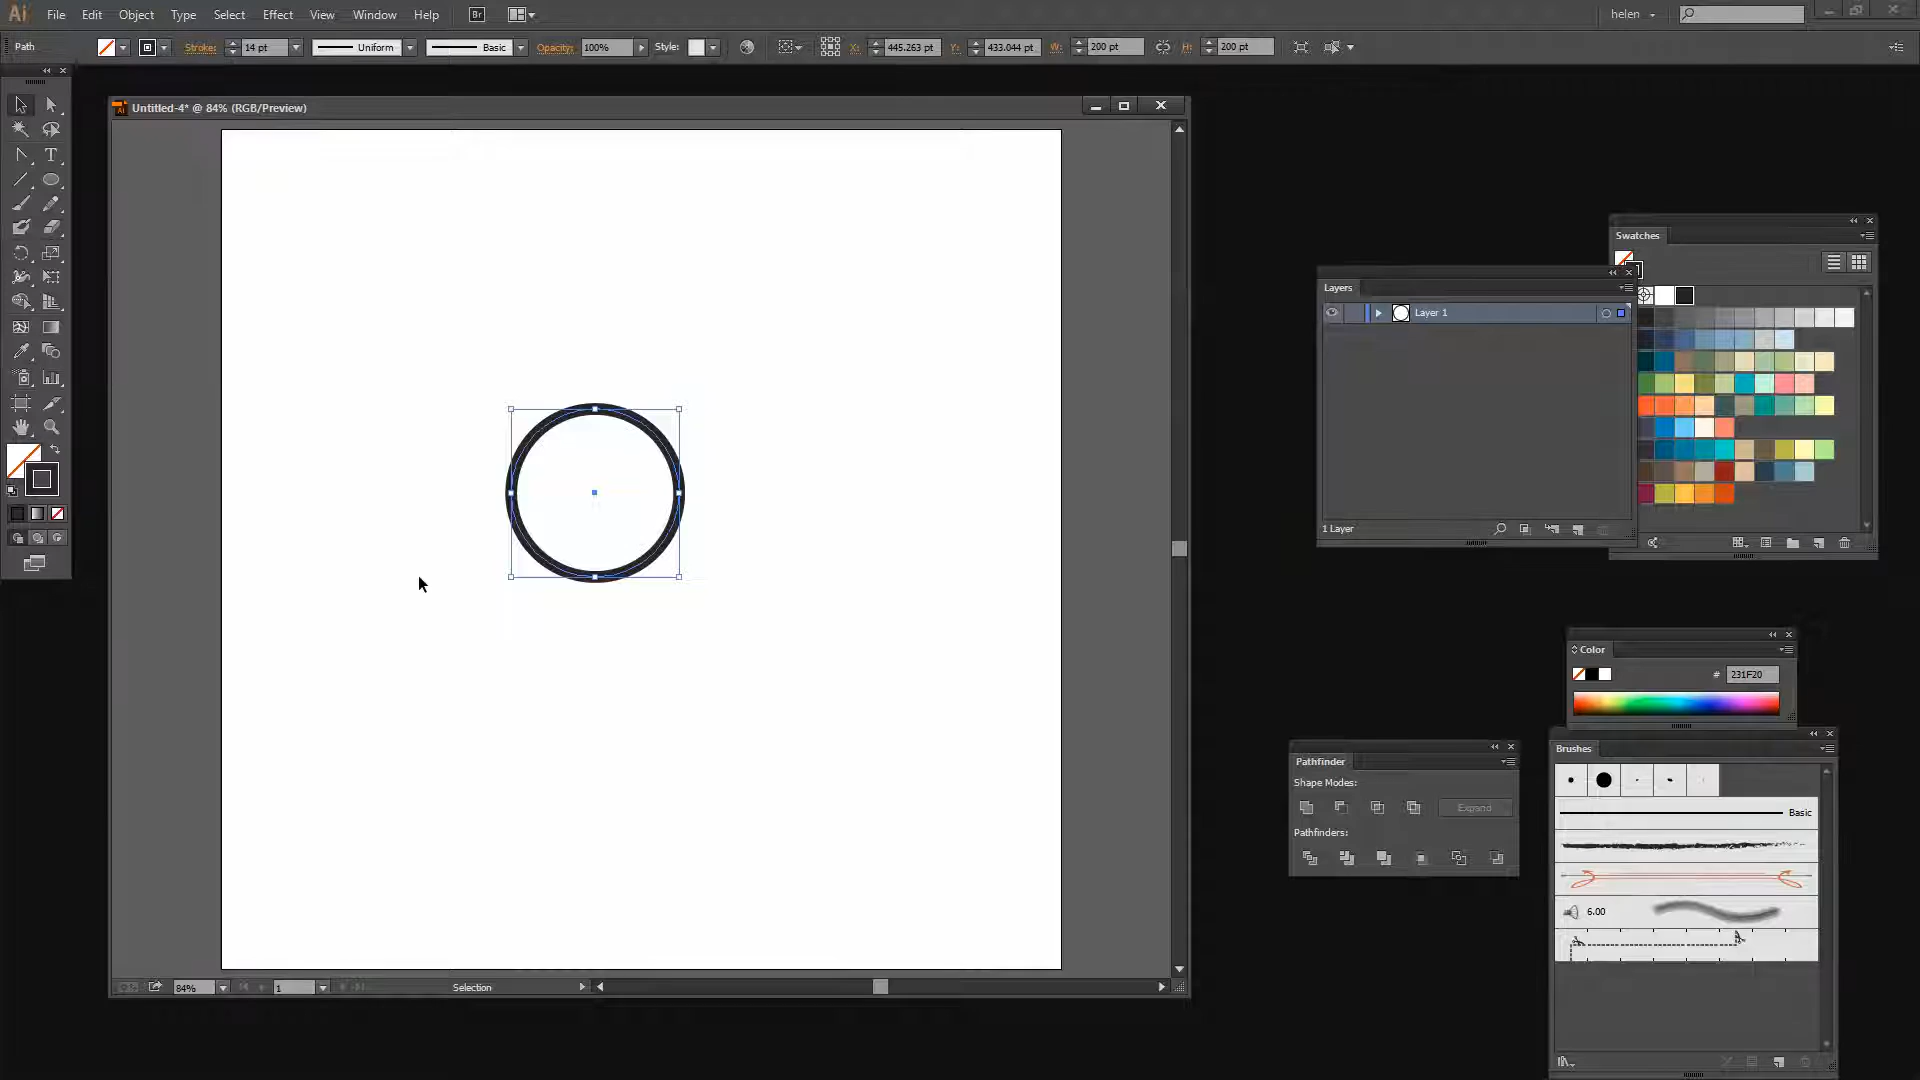 Ai File Edit Object Type Select Effect View Window Help Br helen
Path Stroke: 14 pt Uniform Basic Opacity: 100% Style: X: 445.263 pt Y: 433.044 pt W: 200 pt H: 200 pt
Untitled-4* @ 84% (RGB/Preview)
Swatches
Layers
Layer 1
1 Layer
Color
# 231F20
Pathfinder
Shape Modes:
Expand
Pathfinders:
Brushes
Basic
6.00
84% 1 Selection